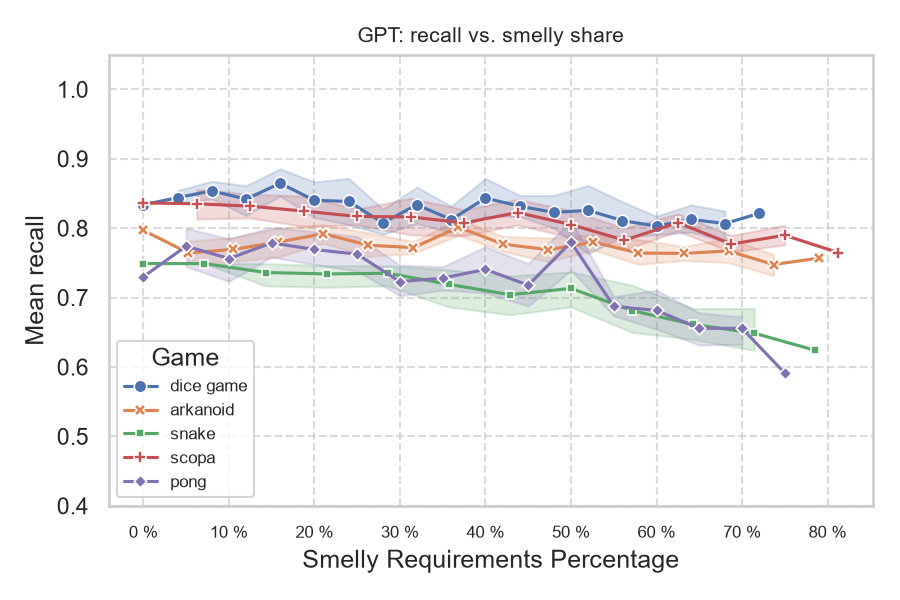 GPT: recall vs. smelly share
1.0
0.9
0.8
0.7
0.6
0.5
0.4
Mean recall
Game
dice game
arkanoid
snake
scopa
pong
0 % 10 % 20 % 30 % 40 % 50 % 60 % 70 % 80 %
Smelly Requirements Percentage